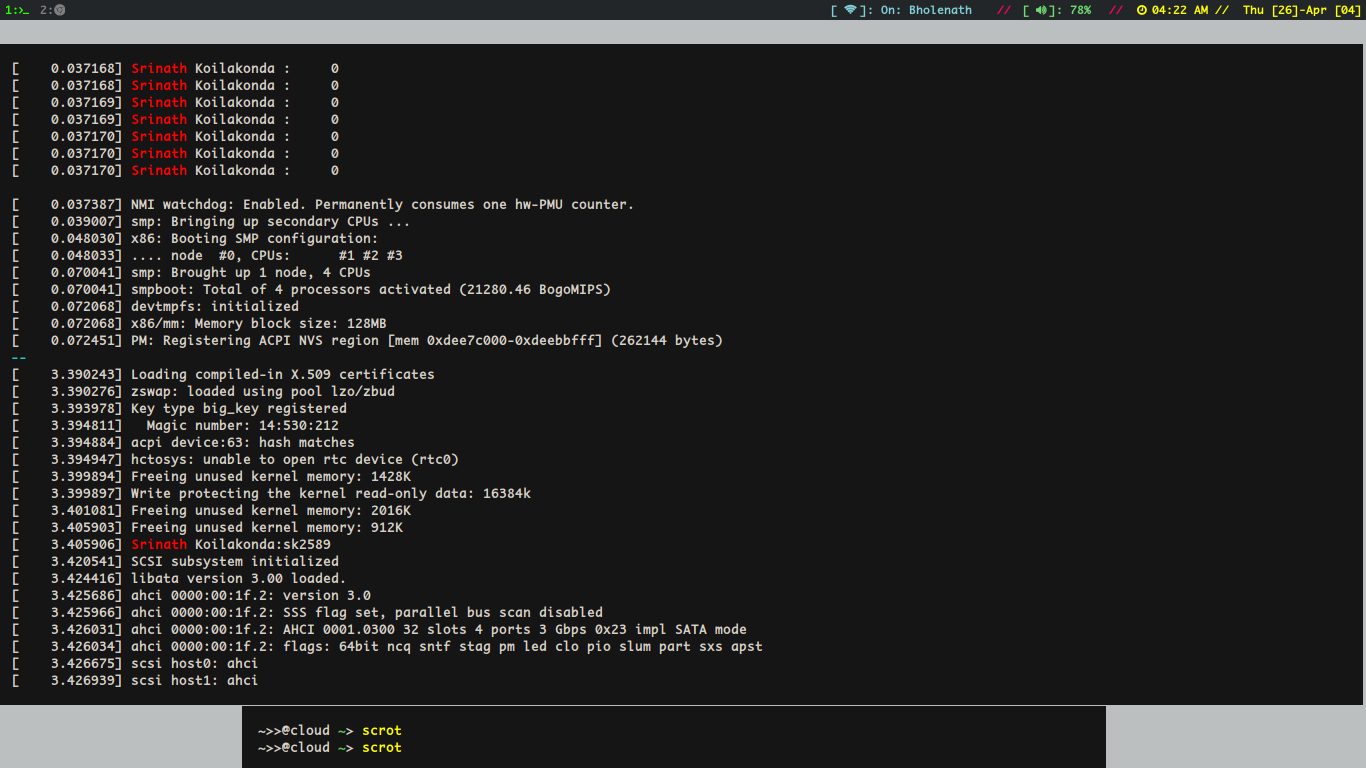 1:>_ 2:
[ ]: On: Bholenath // [ ]: 78% // 04:22 AM // Thu [26]-Apr [04]
[    0.037168] Srinath Koilakonda :     0
[    0.037168] Srinath Koilakonda :     0
[    0.037169] Srinath Koilakonda :     0
[    0.037169] Srinath Koilakonda :     0
[    0.037170] Srinath Koilakonda :     0
[    0.037170] Srinath Koilakonda :     0
[    0.037170] Srinath Koilakonda :     0
[    0.037387] NMI watchdog: Enabled. Permanently consumes one hw-PMU counter.
[    0.039007] smp: Bringing up secondary CPUs ...
[    0.048030] x86: Booting SMP configuration:
[    0.048033] .... node  #0, CPUs:      #1 #2 #3
[    0.070041] smp: Brought up 1 node, 4 CPUs
[    0.070041] smpboot: Total of 4 processors activated (21280.46 BogoMIPS)
[    0.072068] devtmpfs: initialized
[    0.072068] x86/mm: Memory block size: 128MB
[    0.072451] PM: Registering ACPI NVS region [mem 0xdee7c000-0xdeebbfff] (262144 bytes)
--
[    3.390243] Loading compiled-in X.509 certificates
[    3.390276] zswap: loaded using pool lzo/zbud
[    3.393978] Key type big_key registered
[    3.394811]   Magic number: 14:530:212
[    3.394884] acpi device:63: hash matches
[    3.394947] hctosys: unable to open rtc device (rtc0)
[    3.399894] Freeing unused kernel memory: 1428K
[    3.399897] Write protecting the kernel read-only data: 16384k
[    3.401081] Freeing unused kernel memory: 2016K
[    3.405903] Freeing unused kernel memory: 912K
[    3.405906] Srinath Koilakonda:sk2589
[    3.420541] SCSI subsystem initialized
[    3.424416] libata version 3.00 loaded.
[    3.425686] ahci 0000:00:1f.2: version 3.0
[    3.425966] ahci 0000:00:1f.2: SSS flag set, parallel bus scan disabled
[    3.426031] ahci 0000:00:1f.2: AHCI 0001.0300 32 slots 4 ports 3 Gbps 0x23 impl SATA mode
[    3.426034] ahci 0000:00:1f.2: flags: 64bit ncq sntf stag pm led clo pio slum part sxs apst
[    3.426675] scsi host0: ahci
[    3.426939] scsi host1: ahci
~>>@cloud ~> scrot
~>>@cloud ~> scrot